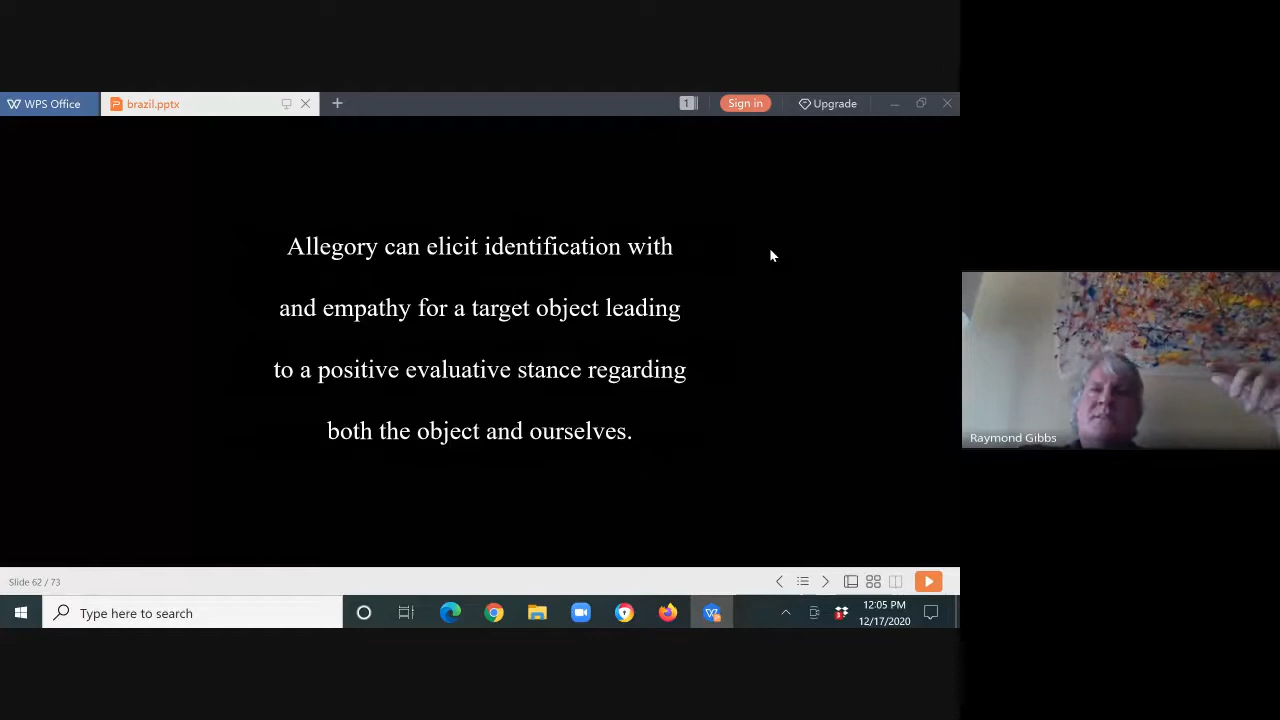 WPS Office
brazil.pptx
1
Sign in
Upgrade
Allegory can elicit identification with
and empathy for a target object leading
to a positive evaluative stance regarding
both the object and ourselves.
Raymond Gibbs
Slide 62 / 73
Type here to search
12:05 PM
12/17/2020